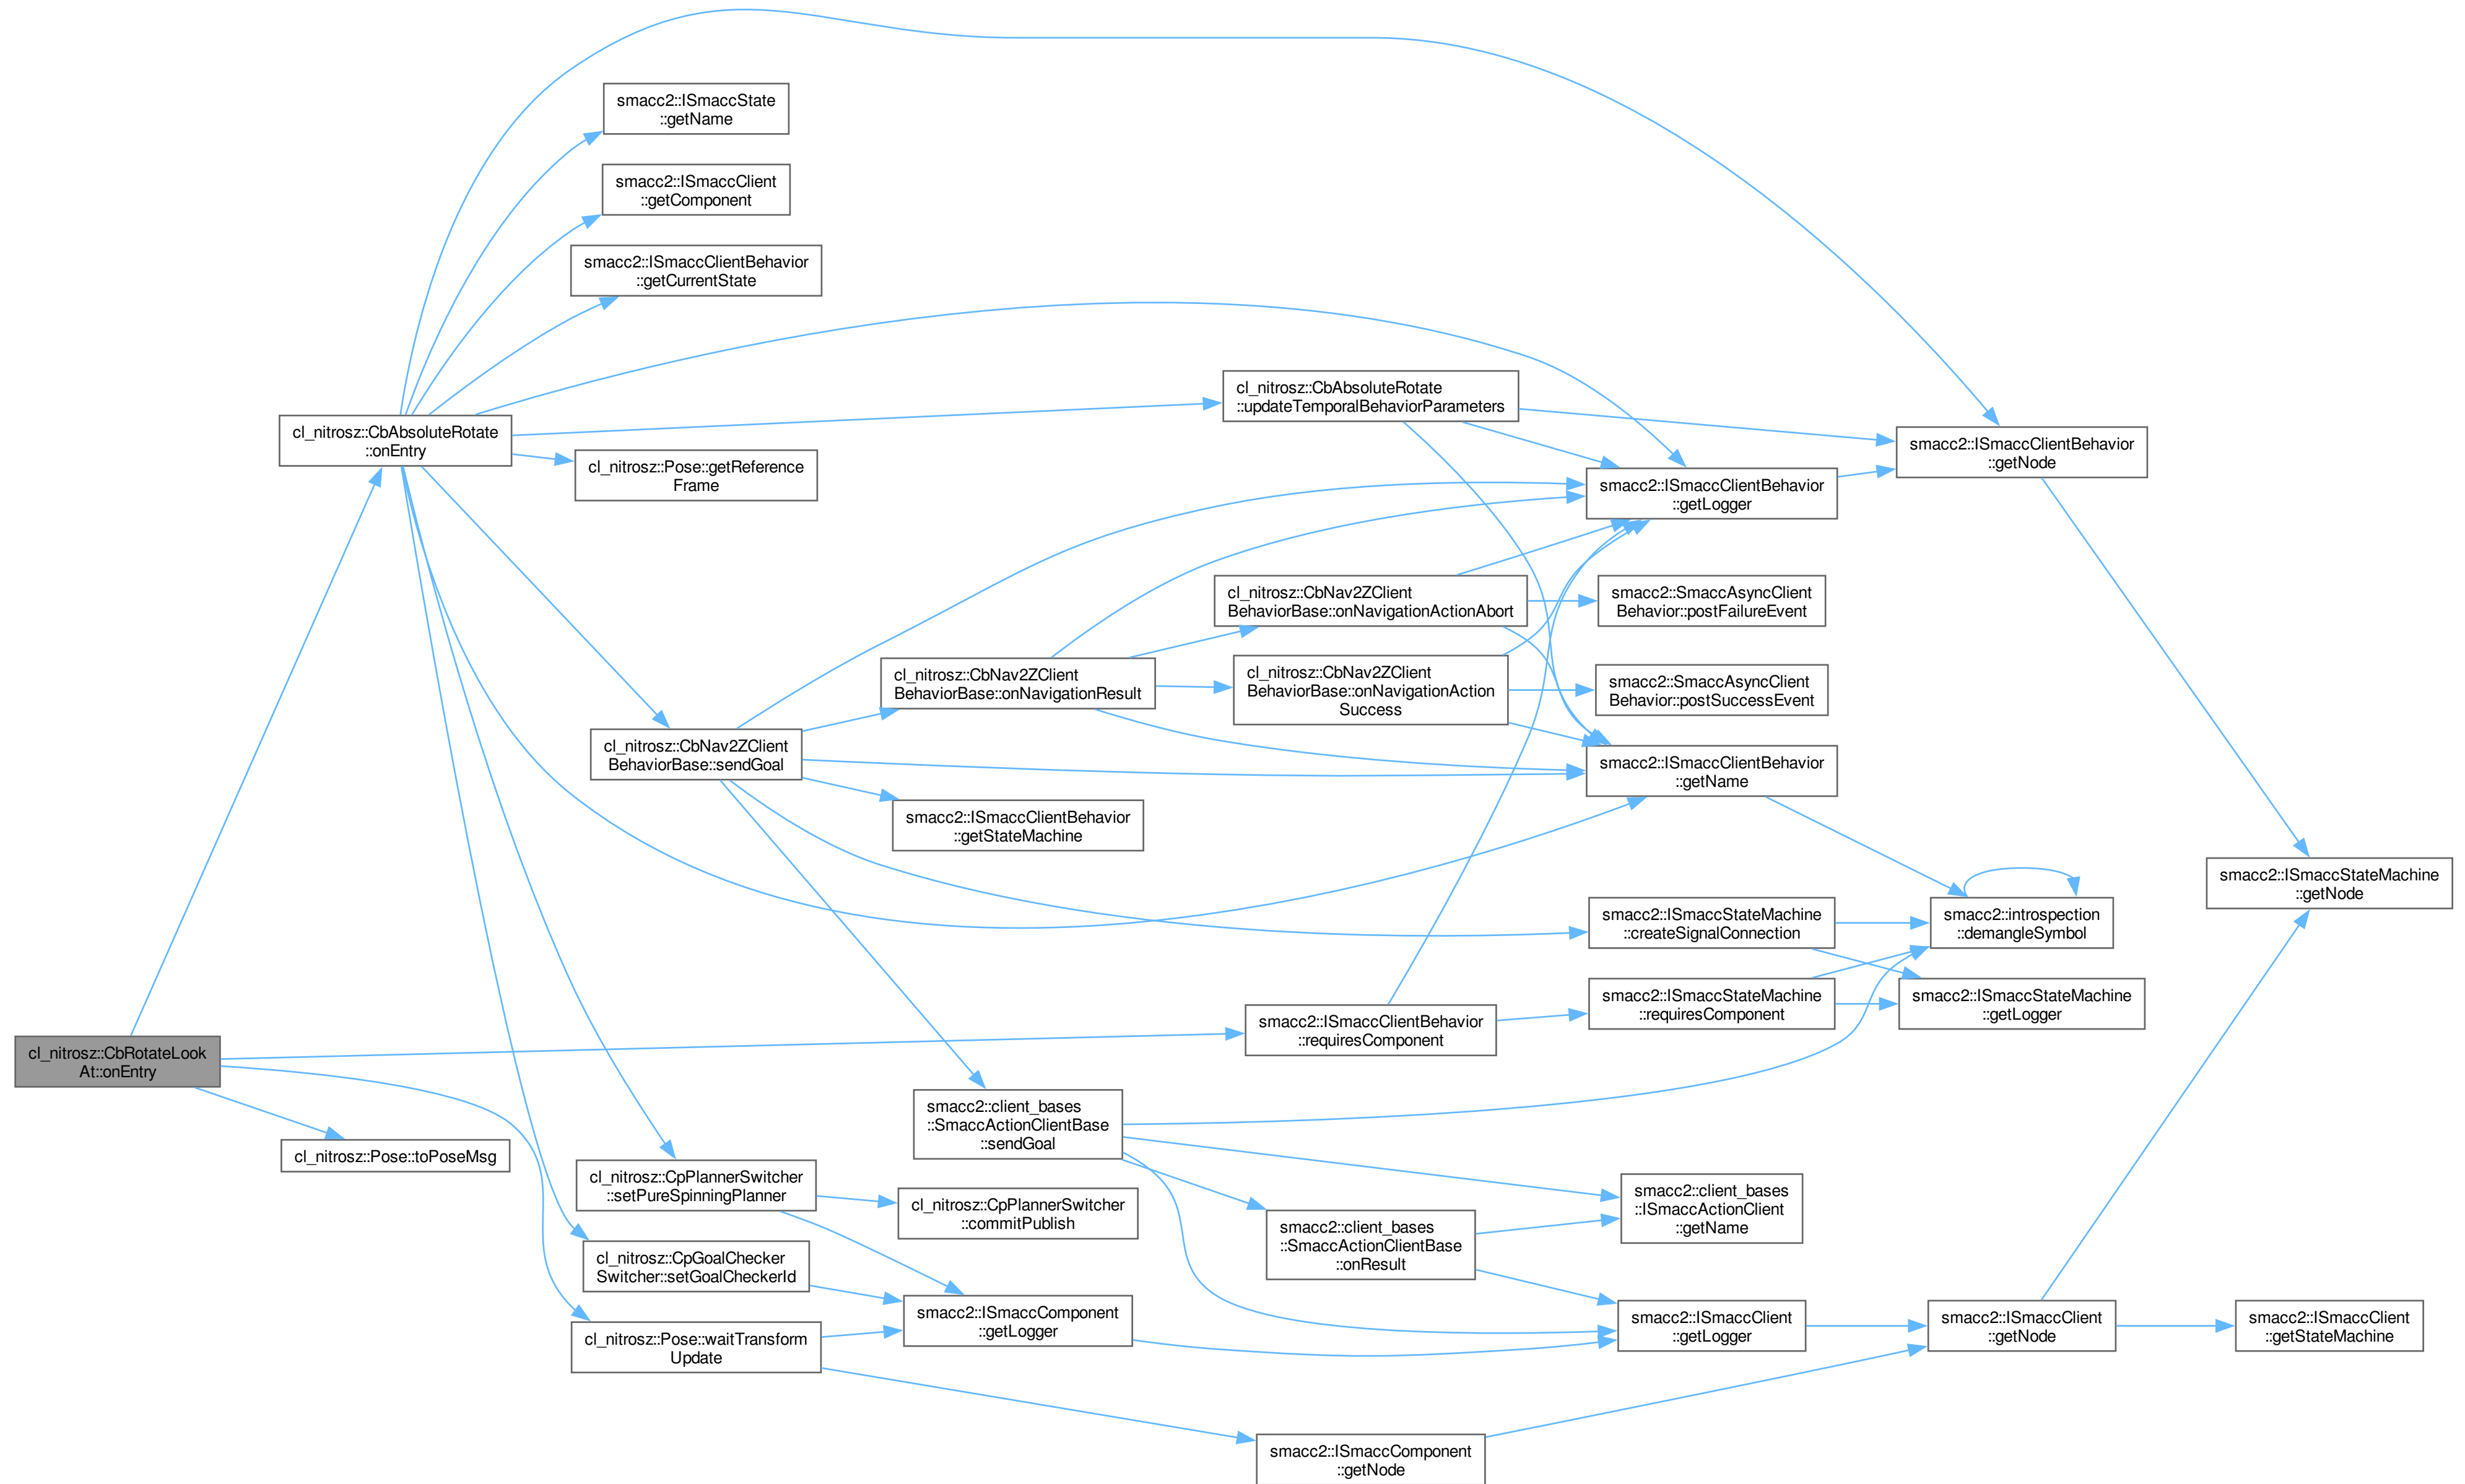 smacc2::ISmaccState
::getName
smacc2::ISmaccClient
::getComponent
smacc2::ISmaccClientBehavior
::getCurrentState
cl_nitrosz::CbAbsoluteRotate
::updateTemporalBehaviorParameters
cl_nitrosz::CbAbsoluteRotate
::onEntry
smacc2::ISmaccClientBehavior
::getNode
cl_nitrosz::Pose::getReference
Frame
smacc2::ISmaccClientBehavior
::getLogger
cl_nitrosz::CbNav2ZClient
BehaviorBase::onNavigationActionAbort
smacc2::SmaccAsyncClient
Behavior::postFailureEvent
cl_nitrosz::CbNav2ZClient
BehaviorBase::onNavigationResult
cl_nitrosz::CbNav2ZClient
BehaviorBase::onNavigationAction
Success
smacc2::SmaccAsyncClient
Behavior::postSuccessEvent
cl_nitrosz::CbNav2ZClient
BehaviorBase::sendGoal
smacc2::ISmaccClientBehavior
::getName
smacc2::ISmaccClientBehavior
::getStateMachine
smacc2::ISmaccStateMachine
::getNode
smacc2::ISmaccStateMachine
::createSignalConnection
smacc2::introspection
::demangleSymbol
smacc2::ISmaccStateMachine
::requiresComponent
smacc2::ISmaccStateMachine
::getLogger
smacc2::ISmaccClientBehavior
::requiresComponent
cl_nitrosz::CbRotateLook
At::onEntry
smacc2::client_bases
::SmaccActionClientBase
::sendGoal
cl_nitrosz::Pose::toPoseMsg
cl_nitrosz::CpPlannerSwitcher
::setPureSpinningPlanner
cl_nitrosz::CpPlannerSwitcher
::commitPublish
smacc2::client_bases
::ISmaccActionClient
::getName
smacc2::client_bases
::SmaccActionClientBase
::onResult
cl_nitrosz::CpGoalChecker
Switcher::setGoalCheckerId
smacc2::ISmaccComponent
::getLogger
smacc2::ISmaccClient
::getLogger
smacc2::ISmaccClient
::getNode
smacc2::ISmaccClient
::getStateMachine
cl_nitrosz::Pose::waitTransform
Update
smacc2::ISmaccComponent
::getNode